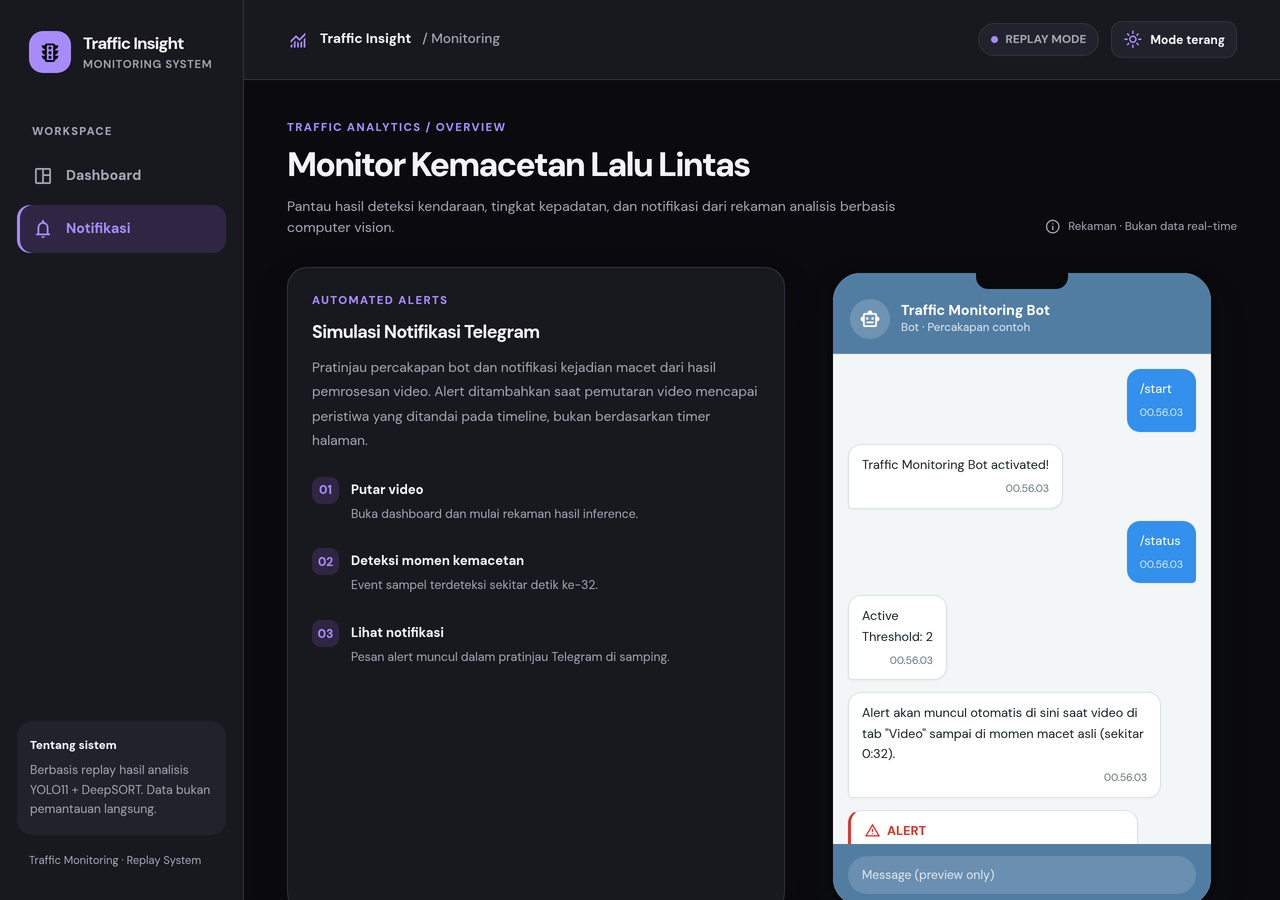 Traffic Insight
MONITORING SYSTEM
WORKSPACE
Dashboard
Notifikasi
Tentang sistem
Berbasis replay hasil analisis
YOLO11 + DeepSORT. Data bukan
pemantauan langsung.
Traffic Monitoring · Replay System
Traffic Insight / Monitoring
REPLAY MODE
Mode terang
TRAFFIC ANALYTICS / OVERVIEW
Monitor Kemacetan Lalu Lintas
Pantau hasil deteksi kendaraan, tingkat kepadatan, dan notifikasi dari rekaman analisis berbasis
computer vision.
Rekaman · Bukan data real-time
AUTOMATED ALERTS
Simulasi Notifikasi Telegram
Pratinjau percakapan bot dan notifikasi kejadian macet dari hasil
pemrosesan video. Alert ditambahkan saat pemutaran video mencapai
peristiwa yang ditandai pada timeline, bukan berdasarkan timer
halaman.
01 Putar video
Buka dashboard dan mulai rekaman hasil inference.
02 Deteksi momen kemacetan
Event sampel terdeteksi sekitar detik ke-32.
03 Lihat notifikasi
Pesan alert muncul dalam pratinjau Telegram di samping.
Traffic Monitoring Bot
Bot · Percakapan contoh
/start
00.56.03
Traffic Monitoring Bot activated!
00.56.03
/status
00.56.03
Active
Threshold: 2
00.56.03
Alert akan muncul otomatis di sini saat video di
tab "Video" sampai di momen macet asli (sekitar
0:32).
00.56.03
ALERT
Message (preview only)